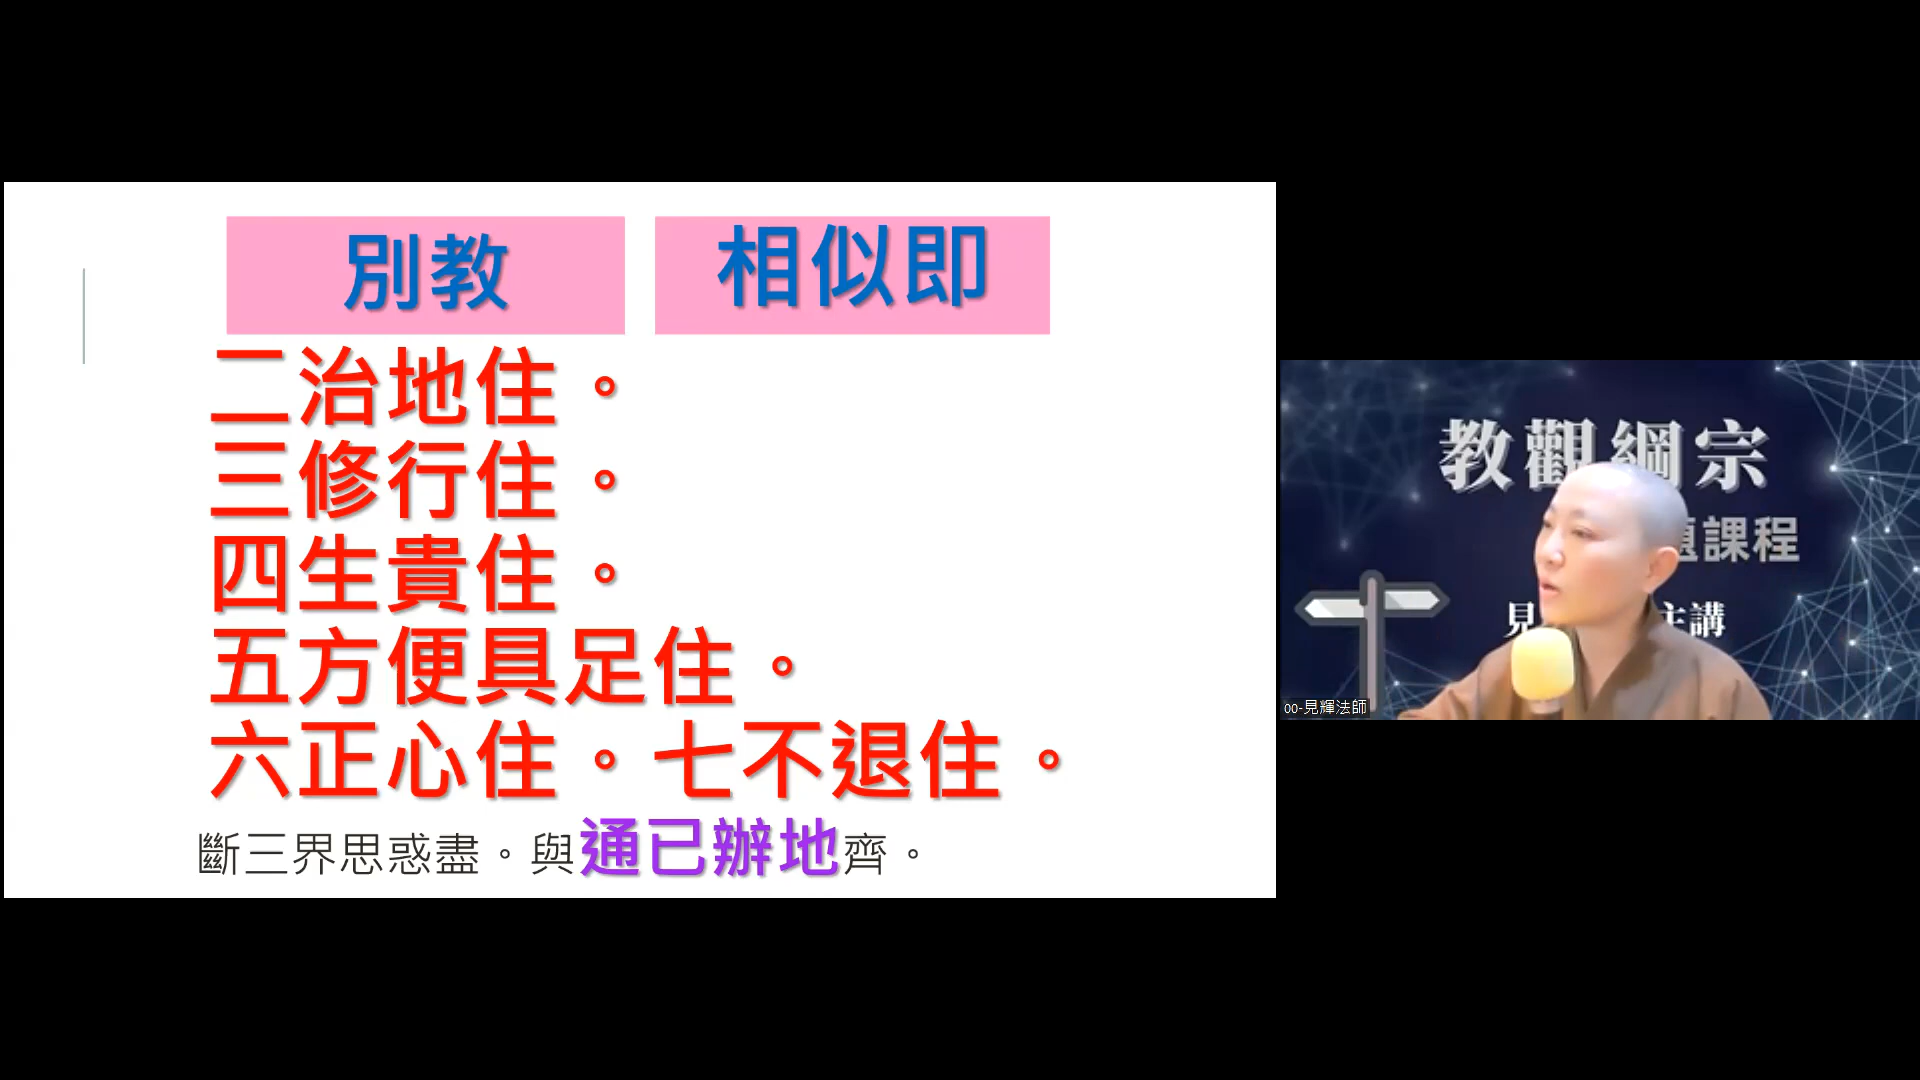 別教
相似即
二治地住。
三修行住。
四生貴住。
五方便具足住。
六正心住。七不退住。
斷三界思惑盡。與通已辦地齊。
教觀綱宗
題課程
見 主講
00-見輝法師